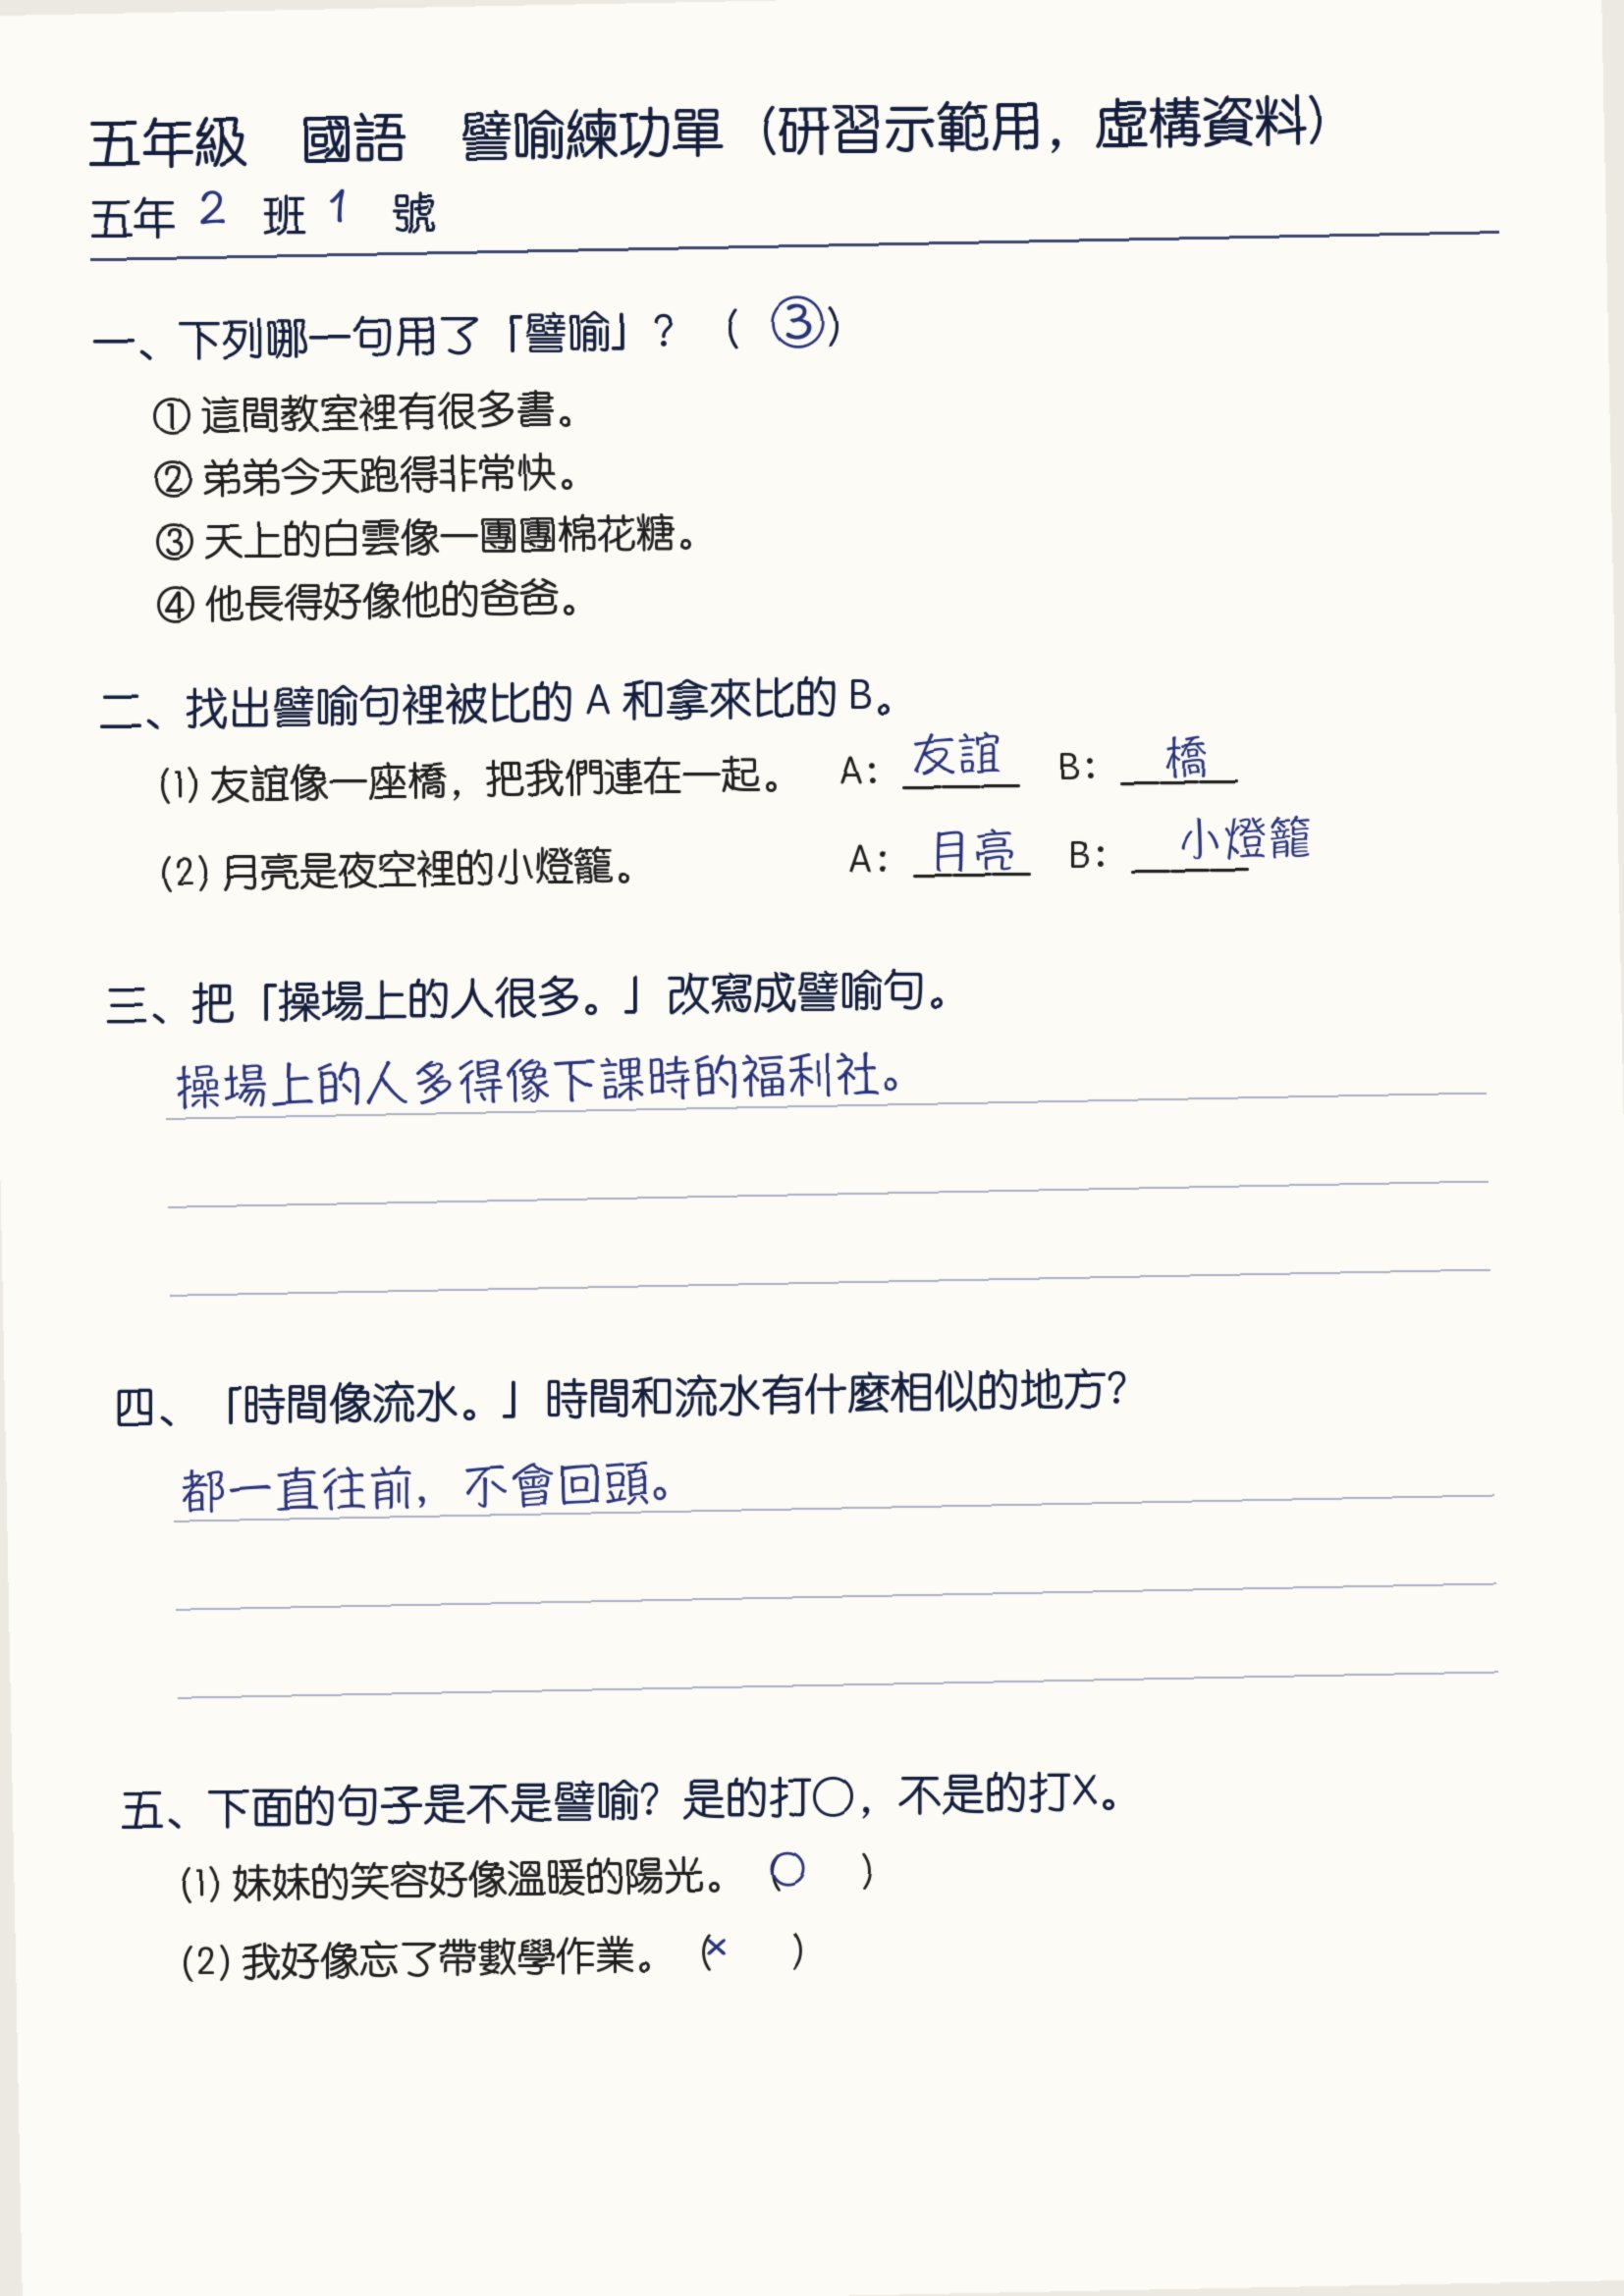 五年級 國語 譬喻練功單（研習示範用，虛構資料）
五年 2 班 1 號
一、下列哪一句用了「譬喻」？（ ③）
① 這間教室裡有很多書。
② 弟弟今天跑得非常快。
③ 天上的白雲像一團團棉花糖。
④ 他長得好像他的爸爸。
二、找出譬喻句裡被比的 A 和拿來比的 B。
(1) 友誼像一座橋，把我們連在一起。 A：友誼 B：橋
(2) 月亮是夜空裡的小燈籠。 A：月亮 B：小燈籠
三、把「操場上的人很多。」改寫成譬喻句。
操場上的人多得像下課時的福利社。
四、「時間像流水。」時間和流水有什麼相似的地方？
都一直往前，不會回頭。
五、下面的句子是不是譬喻？是的打○，不是的打X。
(1) 妹妹的笑容好像溫暖的陽光。（○ ）
(2) 我好像忘了帶數學作業。（× ）